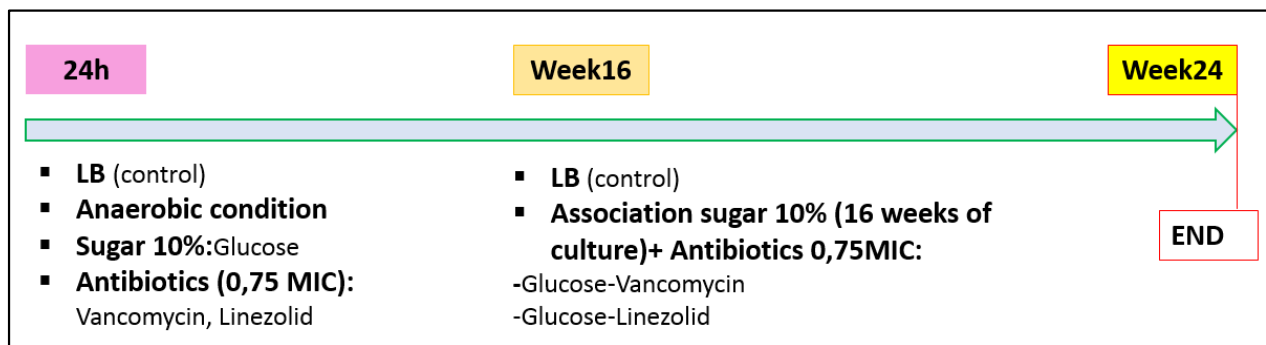 24h
Week16
Week24
▪ LB (control)
▪ Anaerobic condition
▪ Sugar 10%:Glucose
▪ Antibiotics (0,75 MIC):
Vancomycin, Linezolid
▪ LB (control)
▪ Association sugar 10% (16 weeks of
culture)+ Antibiotics 0,75MIC:
-Glucose-Vancomycin
-Glucose-Linezolid
END